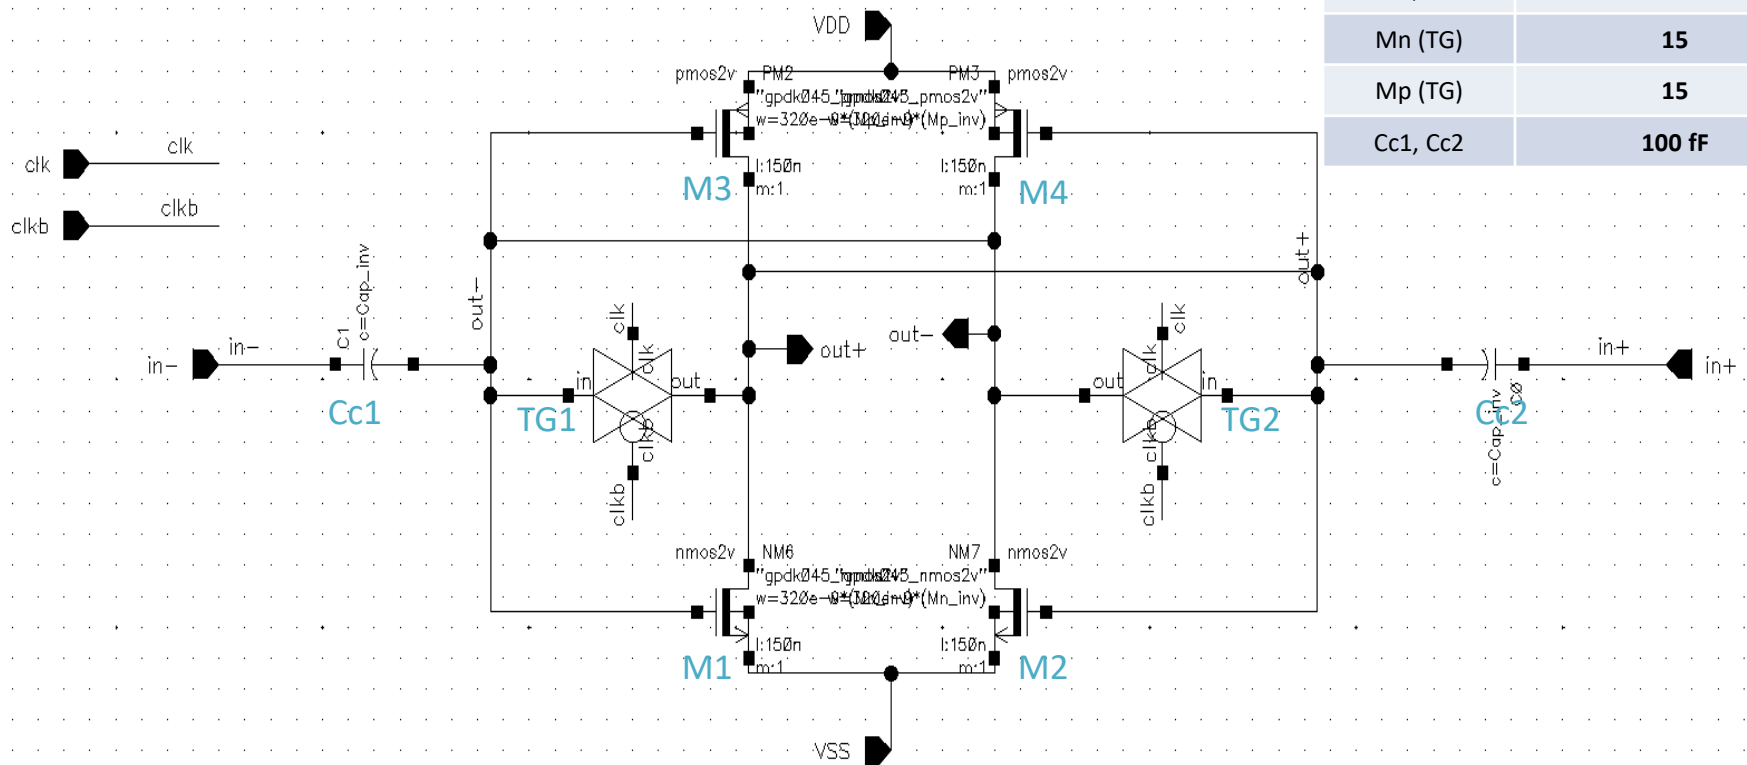 VDD
Mn (TG) 15
Mp (TG) 15
Cc1, Cc2 100 fF
pmos2v PM2
PM3 pmos2v
l:150n
m:1
l:150n
m:1
M3
M4
clk
clk
clkb
clkb
out-
out+
c=Cap_inv
C1
in-
in-
Cc1
in
clk
clk
out
TG1
clkb
out+
out-
out
clk
clk
in
TG2
clkb
in+
in+
C0
Cc2
nmos2v NM6
NM7 nmos2v
l:150n
m:1
l:150n
m:1
M1
M2
VSS